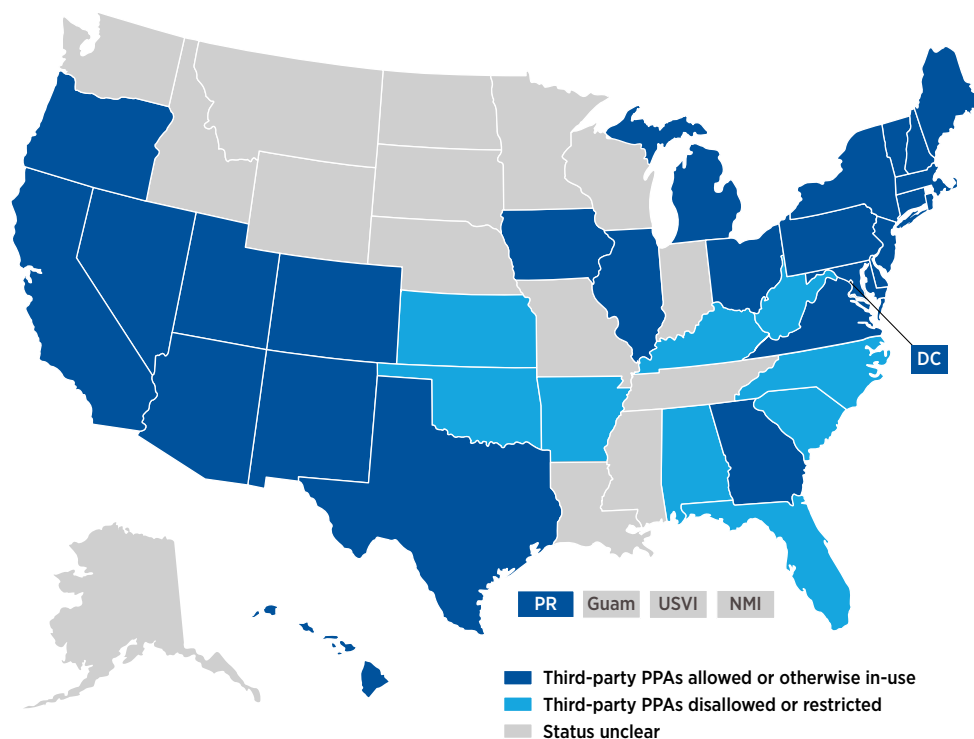 DC
PR Guam USVI NMI
Third-party PPAs allowed or otherwise in-use
Third-party PPAs disallowed or restricted
Status unclear